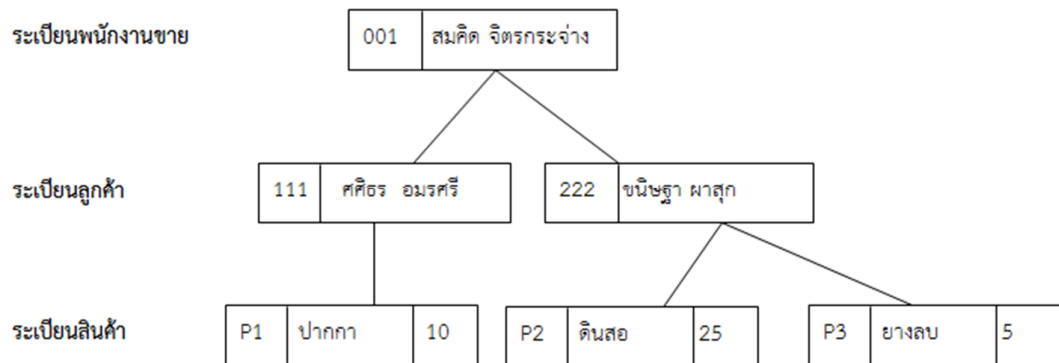 ระเบียนพนักงานขาย 001 สมคิด จิตรกระจ่าง
ระเบียนลูกค้า 111 ศศิธร อมรศรี 222 ขนิษฐา ผาสุก
ระเบียนสินค้า P1 ปากกา 10 P2 ดินสอ 25 P3 ยางลบ 5